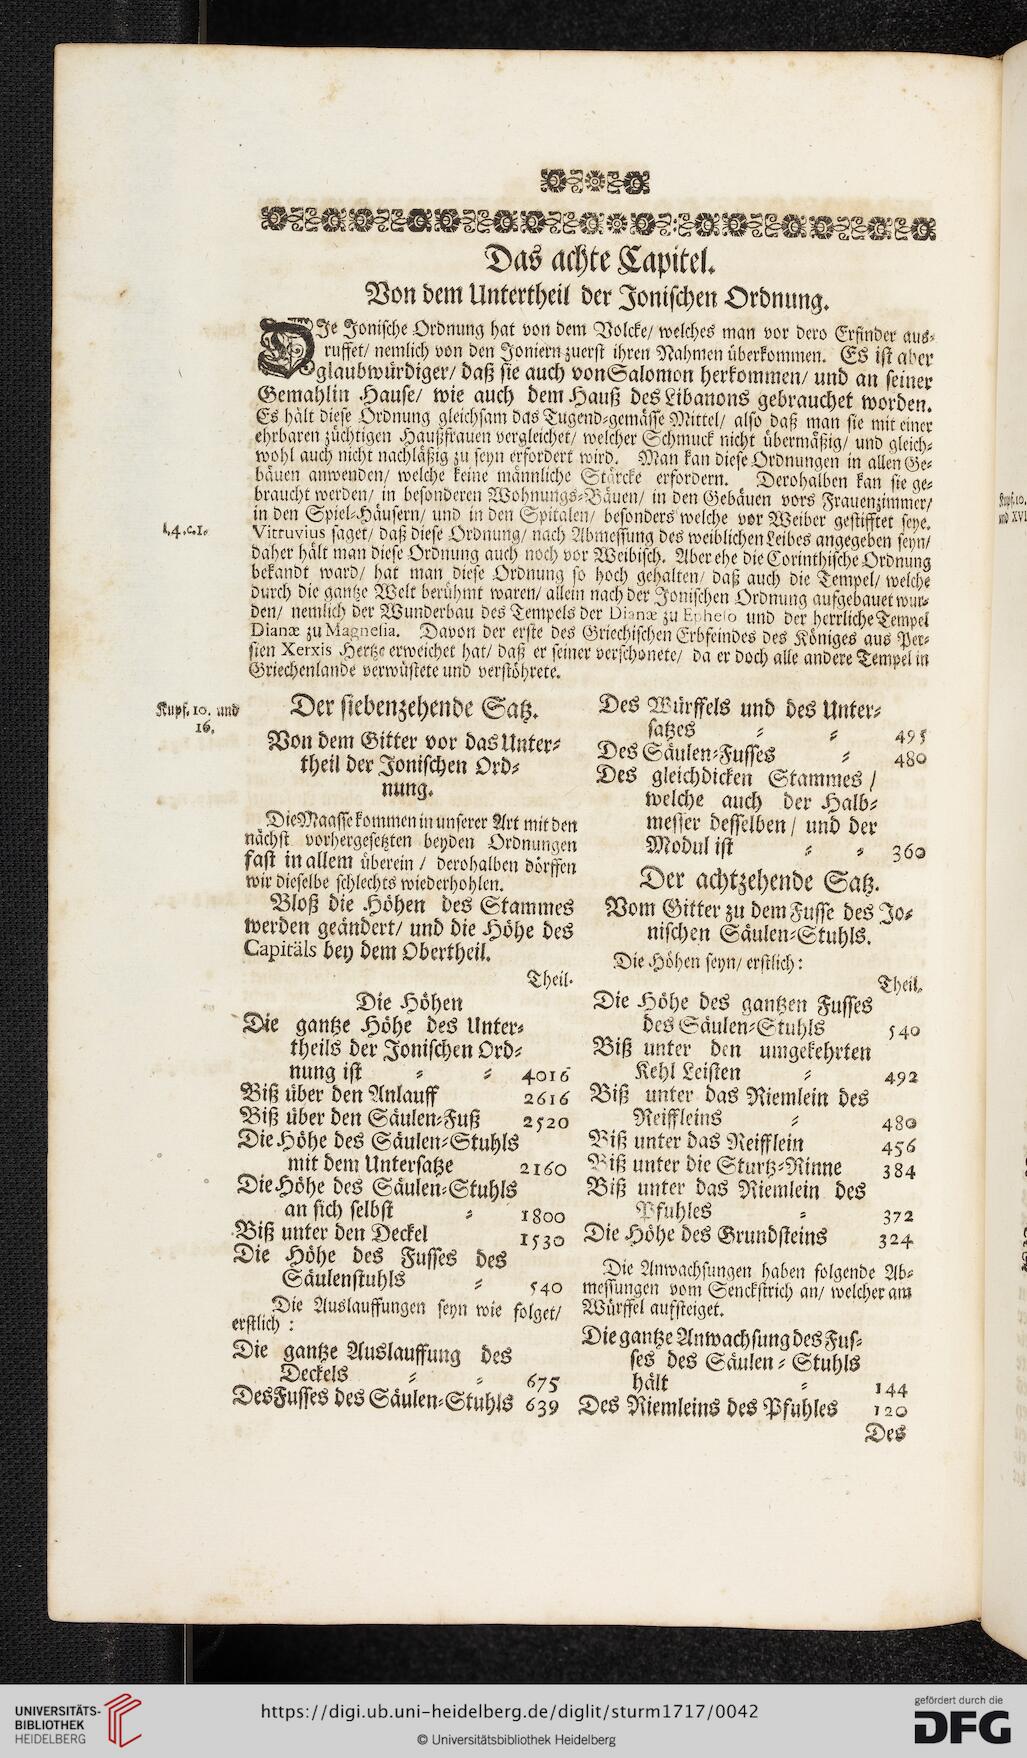 Das achte Capitel.
Von dem Untertheil der Jonischen Ordnung.
DJe Jonische Ordnung hat von dem Volcke/ welches man vor dero Erfinder aus-
ruffet/ nemlich von den Joniern zuerst ihren Nahmen überkommen. Es ist aber
glaubwürdiger/ daß sie auch von Salomon herkommen/ und an seiner
Gemahlin Hause/ wie auch dem Hauß des Libanons gebrauchet worden.
Es hält diese Ordnung gleichsam das Tugend-gemässe Mittel/ also daß man sie mit einer
ehrbaren züchtigen Haußfrauen vergleichet/ welcher Schmuck nicht übermäßig/ und gleich-
wohl auch nicht nachläßig zu seyn erfordert wird. Man kan diese Ordnungen in allen Ge-
bäuen anwenden/ welche keine männliche Stärcke erfordern. Derohalben kan sie ge-
braucht werden/ in besonderen Wohnungs-Bäuen/ in den Gebäuen vors Frauenzimmer/
in den Spiel-Häusern/ und in den Spitalen/ besonders welche vor Weiber gestifftet seye.
l. 4. c. 1.
Vitruvius saget/ daß diese Ordnung/ nach Abmessung des weiblichen Leibes angegeben seyn/
daher hält man diese Ordnung auch noch vor Weibisch. Aber ehe die Corinthische Ordnung
bekandt ward/ hat man diese Ordnung so hoch gehalten/ daß auch die Tempel/ welche
durch die gantze Welt berühmt waren/ allein nach der Jonischen Ordnung aufgebauet wur-
den/ nemlich der Wunderbau des Tempels der Dianæ zu Epheso und der herrliche Tempel
Dianæ zu Magnesia. Davon der erste des Griechischen Erbfeindes des Königes aus Per-
sien Xerxis Hertze erweichet hat/ daß er seiner verschonete/ da er doch alle andere Tempel in
Griechenlande verwüstete und verstöhrete.
Kupf. 10. und
16.
Der siebenzehende Satz.
Von dem Gitter vor das Unter-
theil der Jonischen Ord-
nung.
Die Maasse kommen in unserer Art mit den
nächst vorhergesetzten beyden Ordnungen
fast in allem überein/ derohalben dörffen
wir dieselbe schlechts wiederhohlen.
Bloß die Höhen des Stammes
werden geändert/ und die Höhe des
Capitäls bey dem Obertheil.
Theil.
Die Höhen
Die gantze Höhe des Unter-
theils der Jonischen Ord-
nung ist - - 4016
Biß über den Anlauff 2616
Biß über den Säulen-Fuß 2520
Die Höhe des Säulen-Stuhls
mit dem Untersatze 2160
Die Höhe des Säulen-Stuhls
an sich selbst - 1800
Biß unter den Deckel 1530
Die Höhe des Fusses des
Säulenstuhls - 540
Die Auslauffungen seyn wie folget/
erstlich:
Die gantze Auslauffung des
Deckels - - 675
Des Fusses des Säulen-Stuhls 639
Des Würffels und des Unter-
satzes - - 495
Des Säulen-Fusses - 480
Des gleichdicken Stammes/
welche auch der Halb-
messer desselben/ und der
Modul ist - - 360
Der achtzehende Satz.
Vom Gitter zu dem Fusse des Jo-
nischen Säulen-Stuhls.
Die Höhen seyn/ erstlich:
Theil.
Die Höhe des gantzen Fusses
des Säulen-Stuhls 540
Biß unter den umgekehrten
Kehl Leisten - 492
Biß unter das Riemlein des
Reiffleins - 480
Biß unter das Reifflein 456
Biß unter die Sturtz-Rinne 384
Biß unter das Riemlein des
Pfuhles - 372
Die Höhe des Grundsteins 324
Die Anwachsungen haben folgende Ab-
messungen vom Senckstrich an/ welcher am
Würffel aufsteiget.
Die gantze Anwachsung des Fus-
ses des Säulen-Stuhls
hält - 144
Des Riemleins des Pfuhles 120
Des
Kupf. 10.
und XVI
UNIVERSITÄTS-
BIBLIOTHEK
HEIDELBERG
https://digi.ub.uni-heidelberg.de/diglit/sturm1717/0042
© Universitätsbibliothek Heidelberg
gefördert durch die
DFG